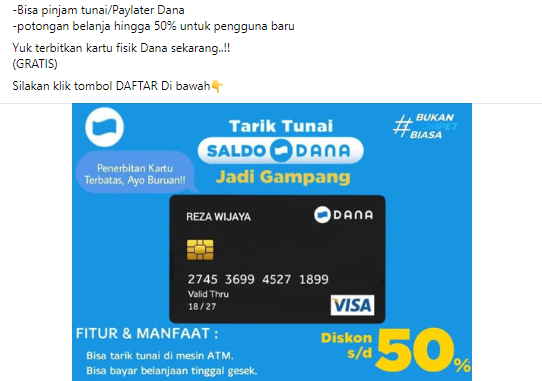 -Bisa pinjam tunai/Paylater Dana
-potongan belanja hingga 50% untuk pengguna baru
Yuk terbitkan kartu fisik Dana sekarang..!!
(GRATIS)
Silakan klik tombol DAFTAR Di bawah👇
#BUKAN
DOMPET
BIASA
Tarik Tunai
SALDO DANA
Jadi Gampang
Penerbitan Kartu
Terbatas, Ayo Buruan!!
REZA WIJAYA
DANA
2745 3699 4527 1899
Valid Thru
18 / 27
VISA
FITUR & MANFAAT :
Bisa tarik tunai di mesin ATM.
Bisa bayar belanjaan tinggal gesek.
Diskon
s/d 50%